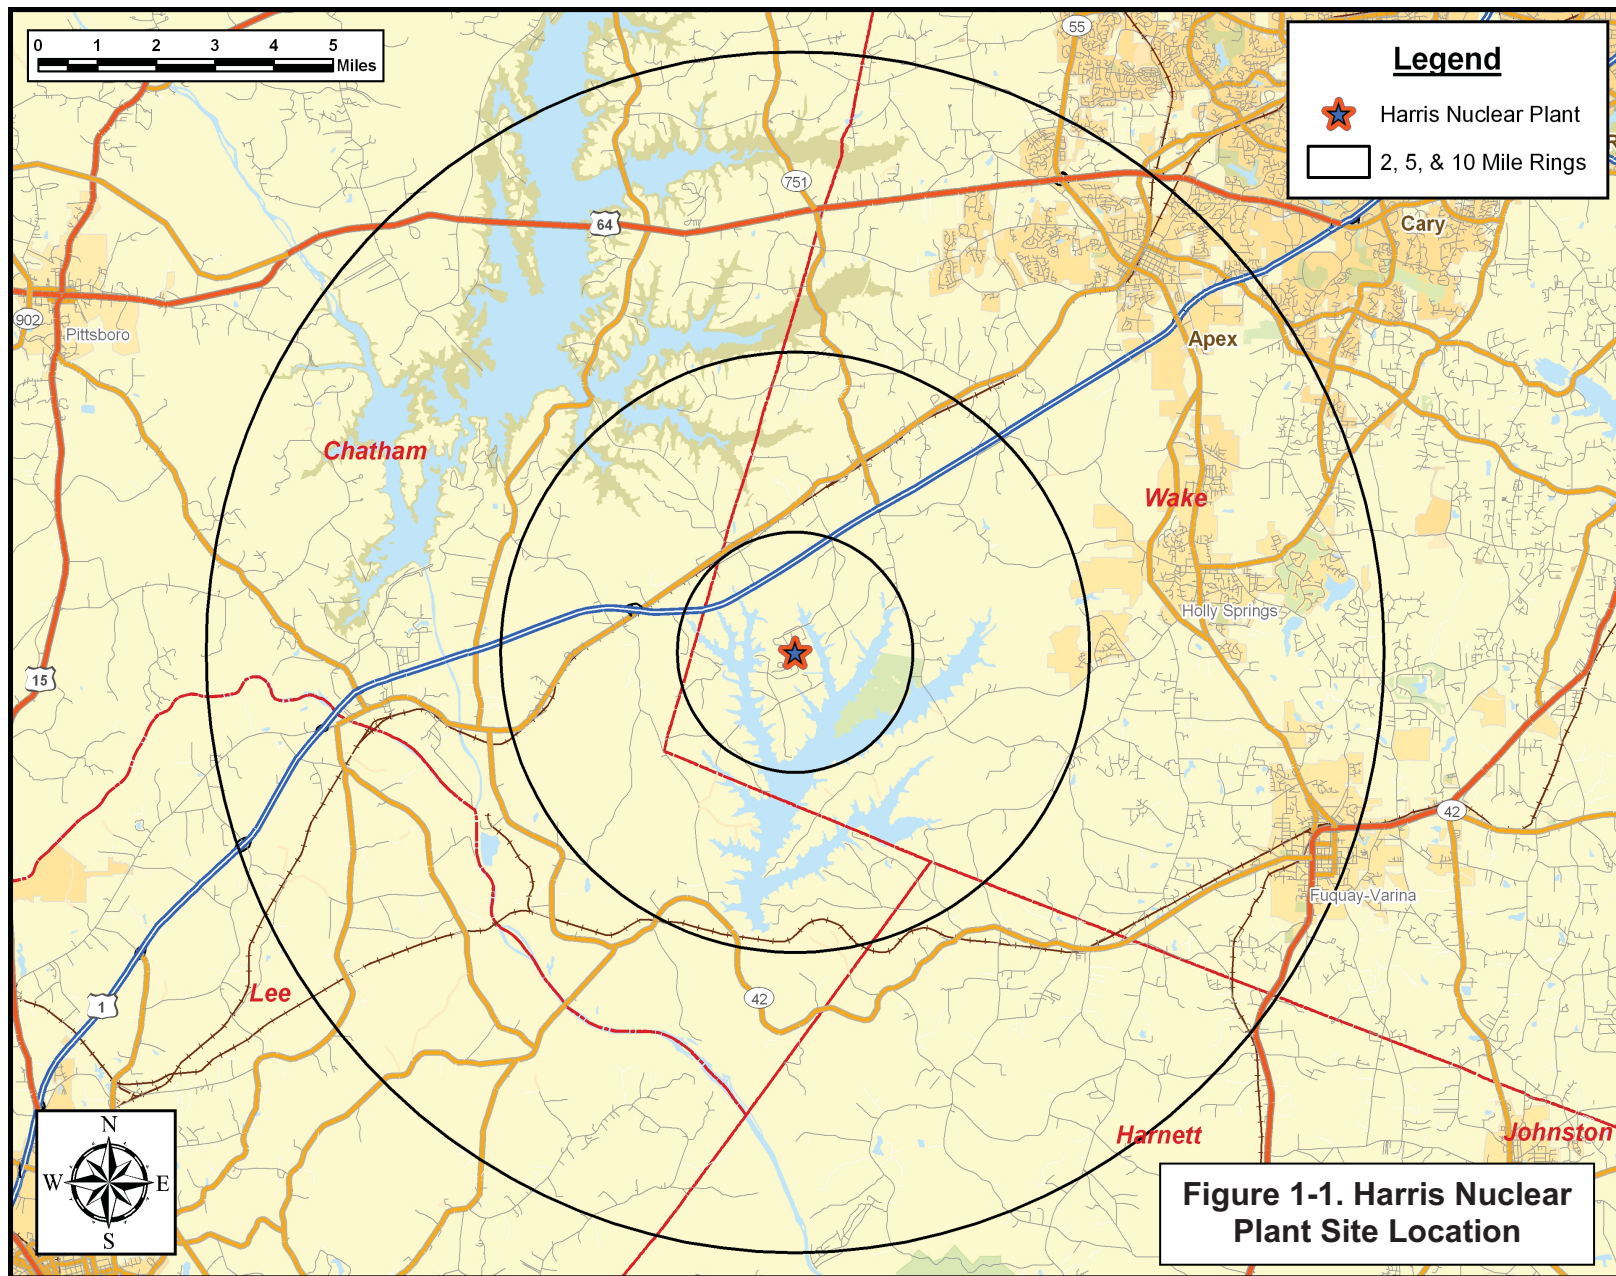 0 1 2 3 4 5
Miles
55
Legend
Harris Nuclear Plant
2, 5, & 10 Mile Rings
751
64
Cary
902
Pittsboro
Apex
Chatham
Wake
Holly Springs
15
42
Fuquay-Varina
Lee
1
42
Harnett
Johnston
N
W E
S
Figure 1-1. Harris Nuclear
Plant Site Location